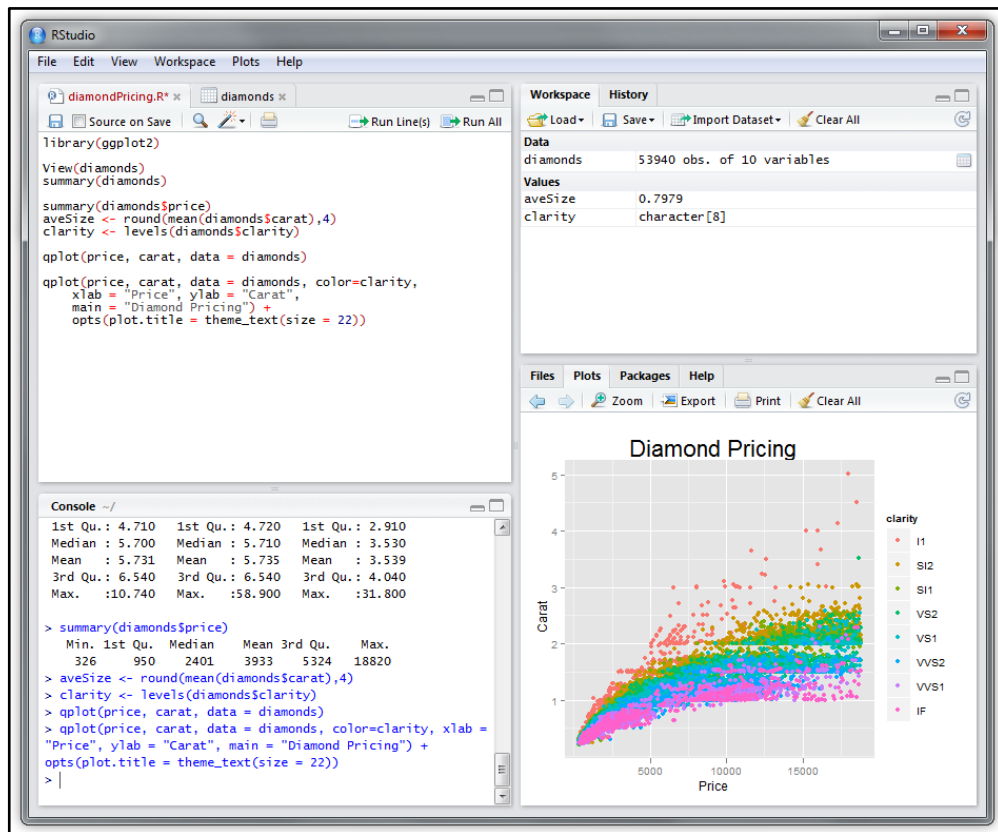 RStudio
File Edit View Workspace Plots Help
diamondPricing.R* diamonds
Source on Save Run Line(s) Run All
library(ggplot2)
View(diamonds)
summary(diamonds)
summary(diamonds$price)
aveSize <- round(mean(diamonds$carat),4)
clarity <- levels(diamonds$clarity)
qplot(price, carat, data = diamonds)
qplot(price, carat, data = diamonds, color=clarity,
xlab = "Price", ylab = "Carat",
main = "Diamond Pricing") +
opts(plot.title = theme_text(size = 22))
Console ~/
1st Qu.: 4.710 1st Qu.: 4.720 1st Qu.: 2.910
Median : 5.700 Median : 5.710 Median : 3.530
Mean : 5.731 Mean : 5.735 Mean : 3.539
3rd Qu.: 6.540 3rd Qu.: 6.540 3rd Qu.: 4.040
Max. :10.740 Max. :58.900 Max. :31.800
> summary(diamonds$price)
Min. 1st Qu. Median Mean 3rd Qu. Max.
326 950 2401 3933 5324 18820
> aveSize <- round(mean(diamonds$carat),4)
> clarity <- levels(diamonds$clarity)
> qplot(price, carat, data = diamonds)
> qplot(price, carat, data = diamonds, color=clarity, xlab =
"Price", ylab = "Carat", main = "Diamond Pricing") +
opts(plot.title = theme_text(size = 22))
>
Workspace History
Load Save Import Dataset Clear All
Data
diamonds 53940 obs. of 10 variables
Values
aveSize 0.7979
clarity character[8]
Files Plots Packages Help
Zoom Export Print Clear All
Diamond Pricing
5
4
3
2
1
Carat
5000 10000 15000
Price
clarity
I1
SI2
SI1
VS2
VS1
VVS2
VVS1
IF